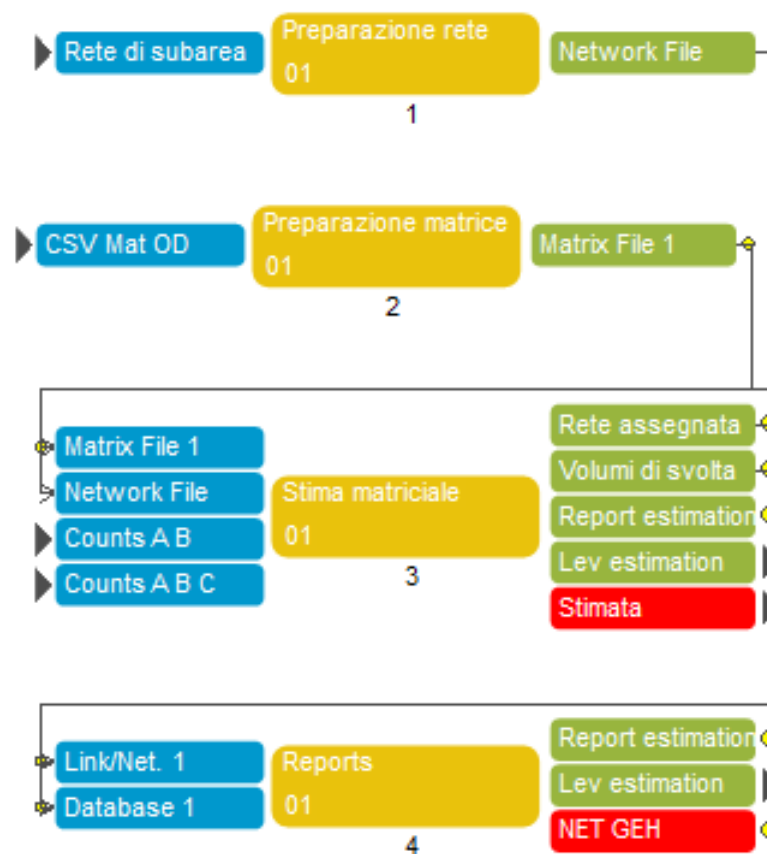 Rete di subarea
Preparazione rete
01
Network File
1
CSV Mat OD
Preparazione matrice
01
Matrix File 1
2
Matrix File 1
Network File
Counts A B
Counts A B C
Stima matriciale
01
3
Rete assegnata
Volumi di svolta
Report estimation
Lev estimation
Stimata
Link/Net. 1
Database 1
Reports
01
4
Report estimation
Lev estimation
NET GEH